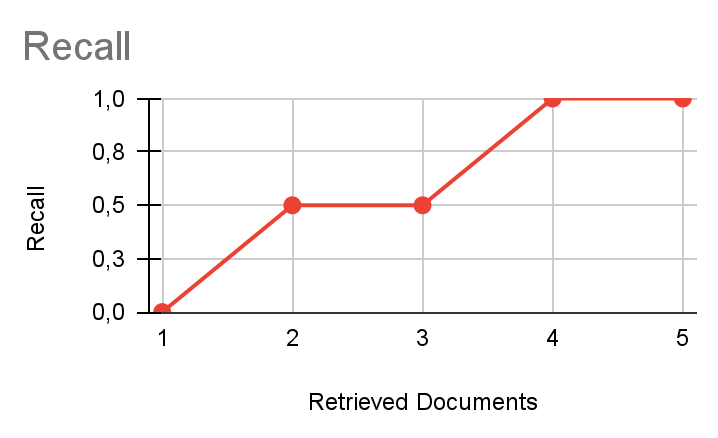 Recall
1,0
0,8
0,5
0,3
0,0
Recall
1 2 3 4 5
Retrieved Documents